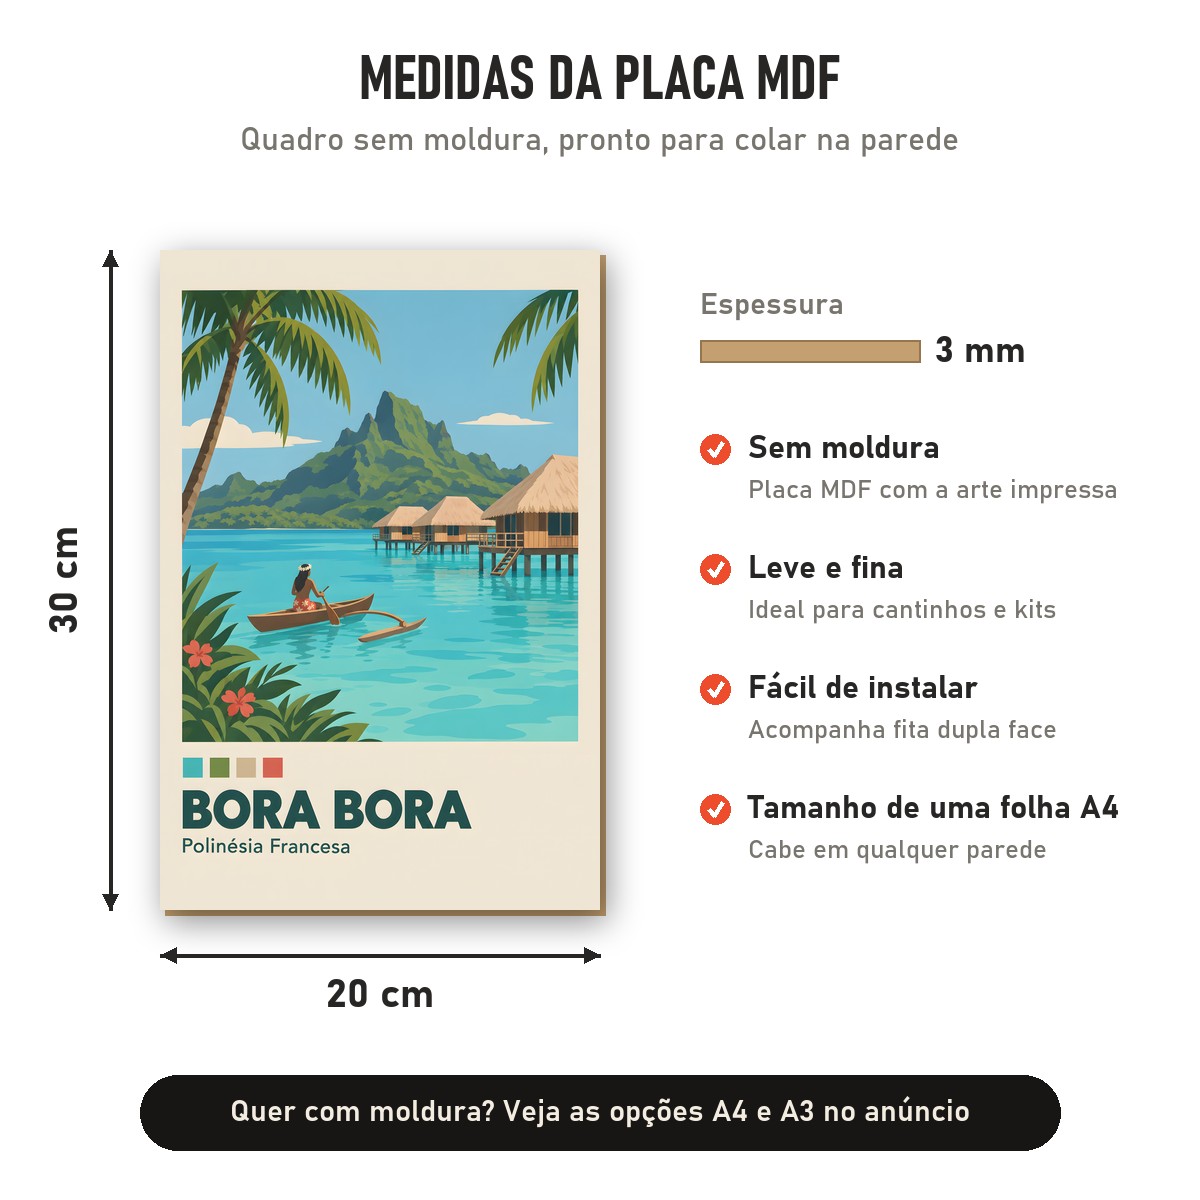 MEDIDAS DA PLACA MDF
Quadro sem moldura, pronto para colar na parede
30 cm
BORA BORA
Polinésia Francesa
20 cm
Espessura
3 mm
Sem moldura
Placa MDF com a arte impressa
Leve e fina
Ideal para cantinhos e kits
Fácil de instalar
Acompanha fita dupla face
Tamanho de uma folha A4
Cabe em qualquer parede
Quer com moldura? Veja as opções A4 e A3 no anúncio